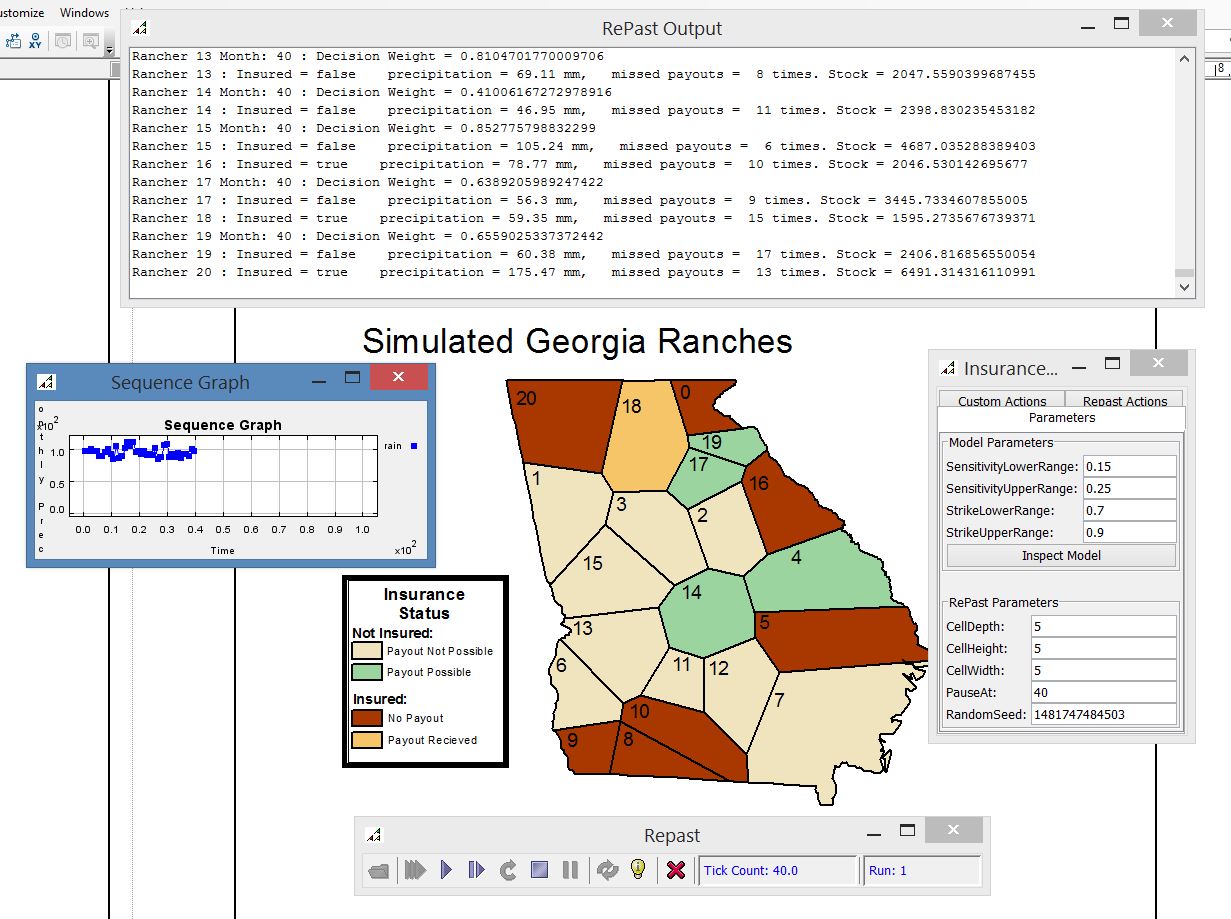 ustomize Windows
XY
8
RePast Output
Rancher 13 Month: 40 : Decision Weight = 0.8104701770009706
Rancher 13 : Insured = false precipitation = 69.11 mm, missed payouts = 8 times. Stock = 2047.5590399687455
Rancher 14 Month: 40 : Decision Weight = 0.41006167272978916
Rancher 14 : Insured = false precipitation = 46.95 mm, missed payouts = 11 times. Stock = 2398.830235453182
Rancher 15 Month: 40 : Decision Weight = 0.852775798832299
Rancher 15 : Insured = false precipitation = 105.24 mm, missed payouts = 6 times. Stock = 4687.035288389403
Rancher 16 : Insured = true precipitation = 78.77 mm, missed payouts = 10 times. Stock = 2046.530142695677
Rancher 17 Month: 40 : Decision Weight = 0.6389205989247422
Rancher 17 : Insured = false precipitation = 56.3 mm, missed payouts = 9 times. Stock = 3445.7334607855005
Rancher 18 : Insured = true precipitation = 59.35 mm, missed payouts = 15 times. Stock = 1595.2735676739371
Rancher 19 Month: 40 : Decision Weight = 0.6559025337372442
Rancher 19 : Insured = false precipitation = 60.38 mm, missed payouts = 17 times. Stock = 2406.816856550054
Rancher 20 : Insured = true precipitation = 175.47 mm, missed payouts = 13 times. Stock = 6491.314316110991
Simulated Georgia Ranches
Sequence Graph
Sequence Graph
x10²
rain
1.0
0.5
0.0
0.0 0.1 0.2 0.3 0.4 0.5 0.6 0.7 0.8 0.9 1.0
Time
x10²
Insurance Status
Not Insured:
Payout Not Possible
Payout Possible
Insured:
No Payout
Payout Recieved
20
18
0
19
17
1
16
3
2
4
15
14
5
13
6
11
12
7
10
9
8
Insurance...
Custom Actions
Repast Actions
Parameters
Model Parameters
SensitivityLowerRange: 0.15
SensitivityUpperRange: 0.25
StrikeLowerRange: 0.7
StrikeUpperRange: 0.9
Inspect Model
RePast Parameters
CellDepth: 5
CellHeight: 5
CellWidth: 5
PauseAt: 40
RandomSeed: 1481747484503
Repast
Tick Count: 40.0
Run: 1